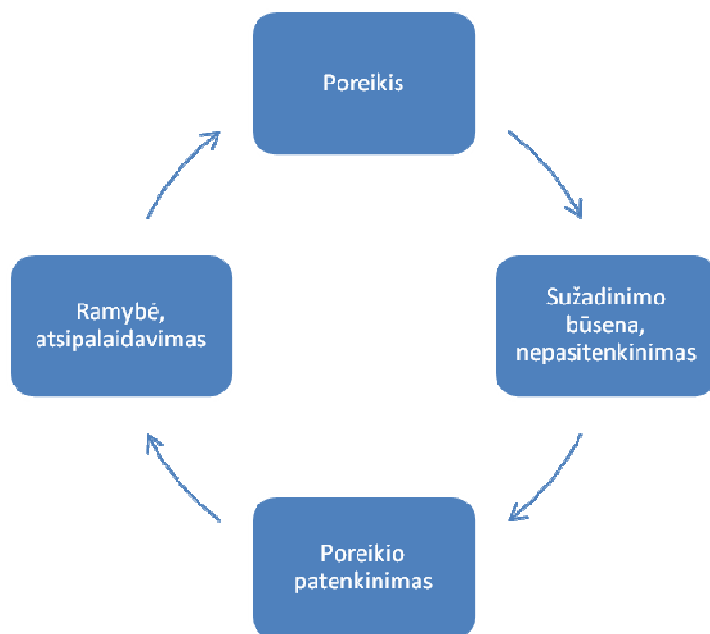 Poreikis
Sužadinimo
būsena,
nepasitenkinimas
Poreikio
patenkinimas
Ramybė,
atsipalaidavimas